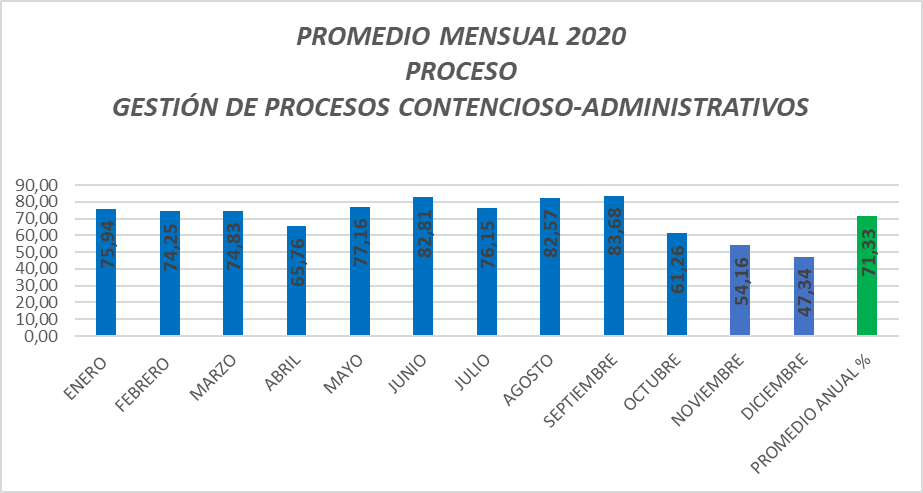 PROMEDIO MENSUAL 2020
PROCESO
GESTIÓN DE PROCESOS CONTENCIOSO-ADMINISTRATIVOS
90,00
80,00
70,00
60,00
50,00
40,00
30,00
20,00
10,00
0,00
75,94
74,25
74,83
65,76
77,16
82,81
76,15
82,57
83,68
61,26
54,16
47,34
71,33
ENERO
FEBRERO
MARZO
ABRIL
MAYO
JUNIO
JULIO
AGOSTO
SEPTIEMBRE
OCTUBRE
NOVIEMBRE
DICIEMBRE
PROMEDIO ANUAL %